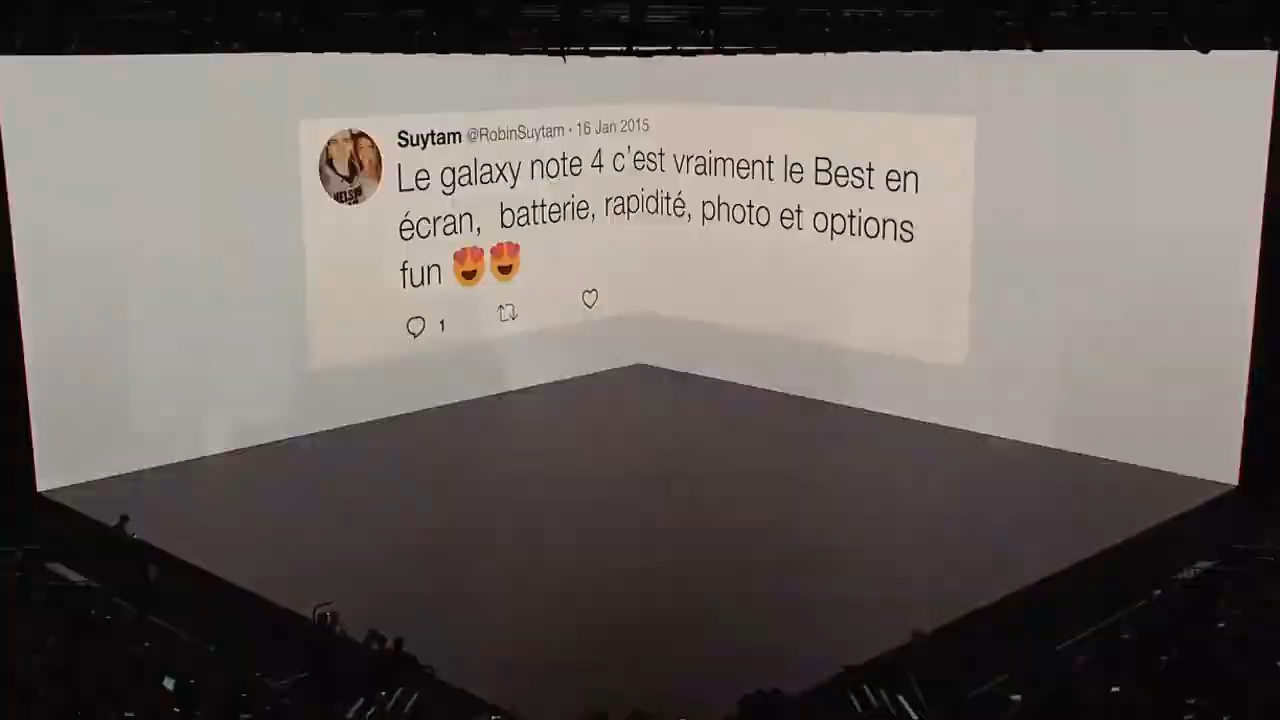 Suytam @RobinSuytam · 16 Jan 2015
Le galaxy note 4 c'est vraiment le Best en
écran, batterie, rapidité, photo et options
fun 😍😍
1